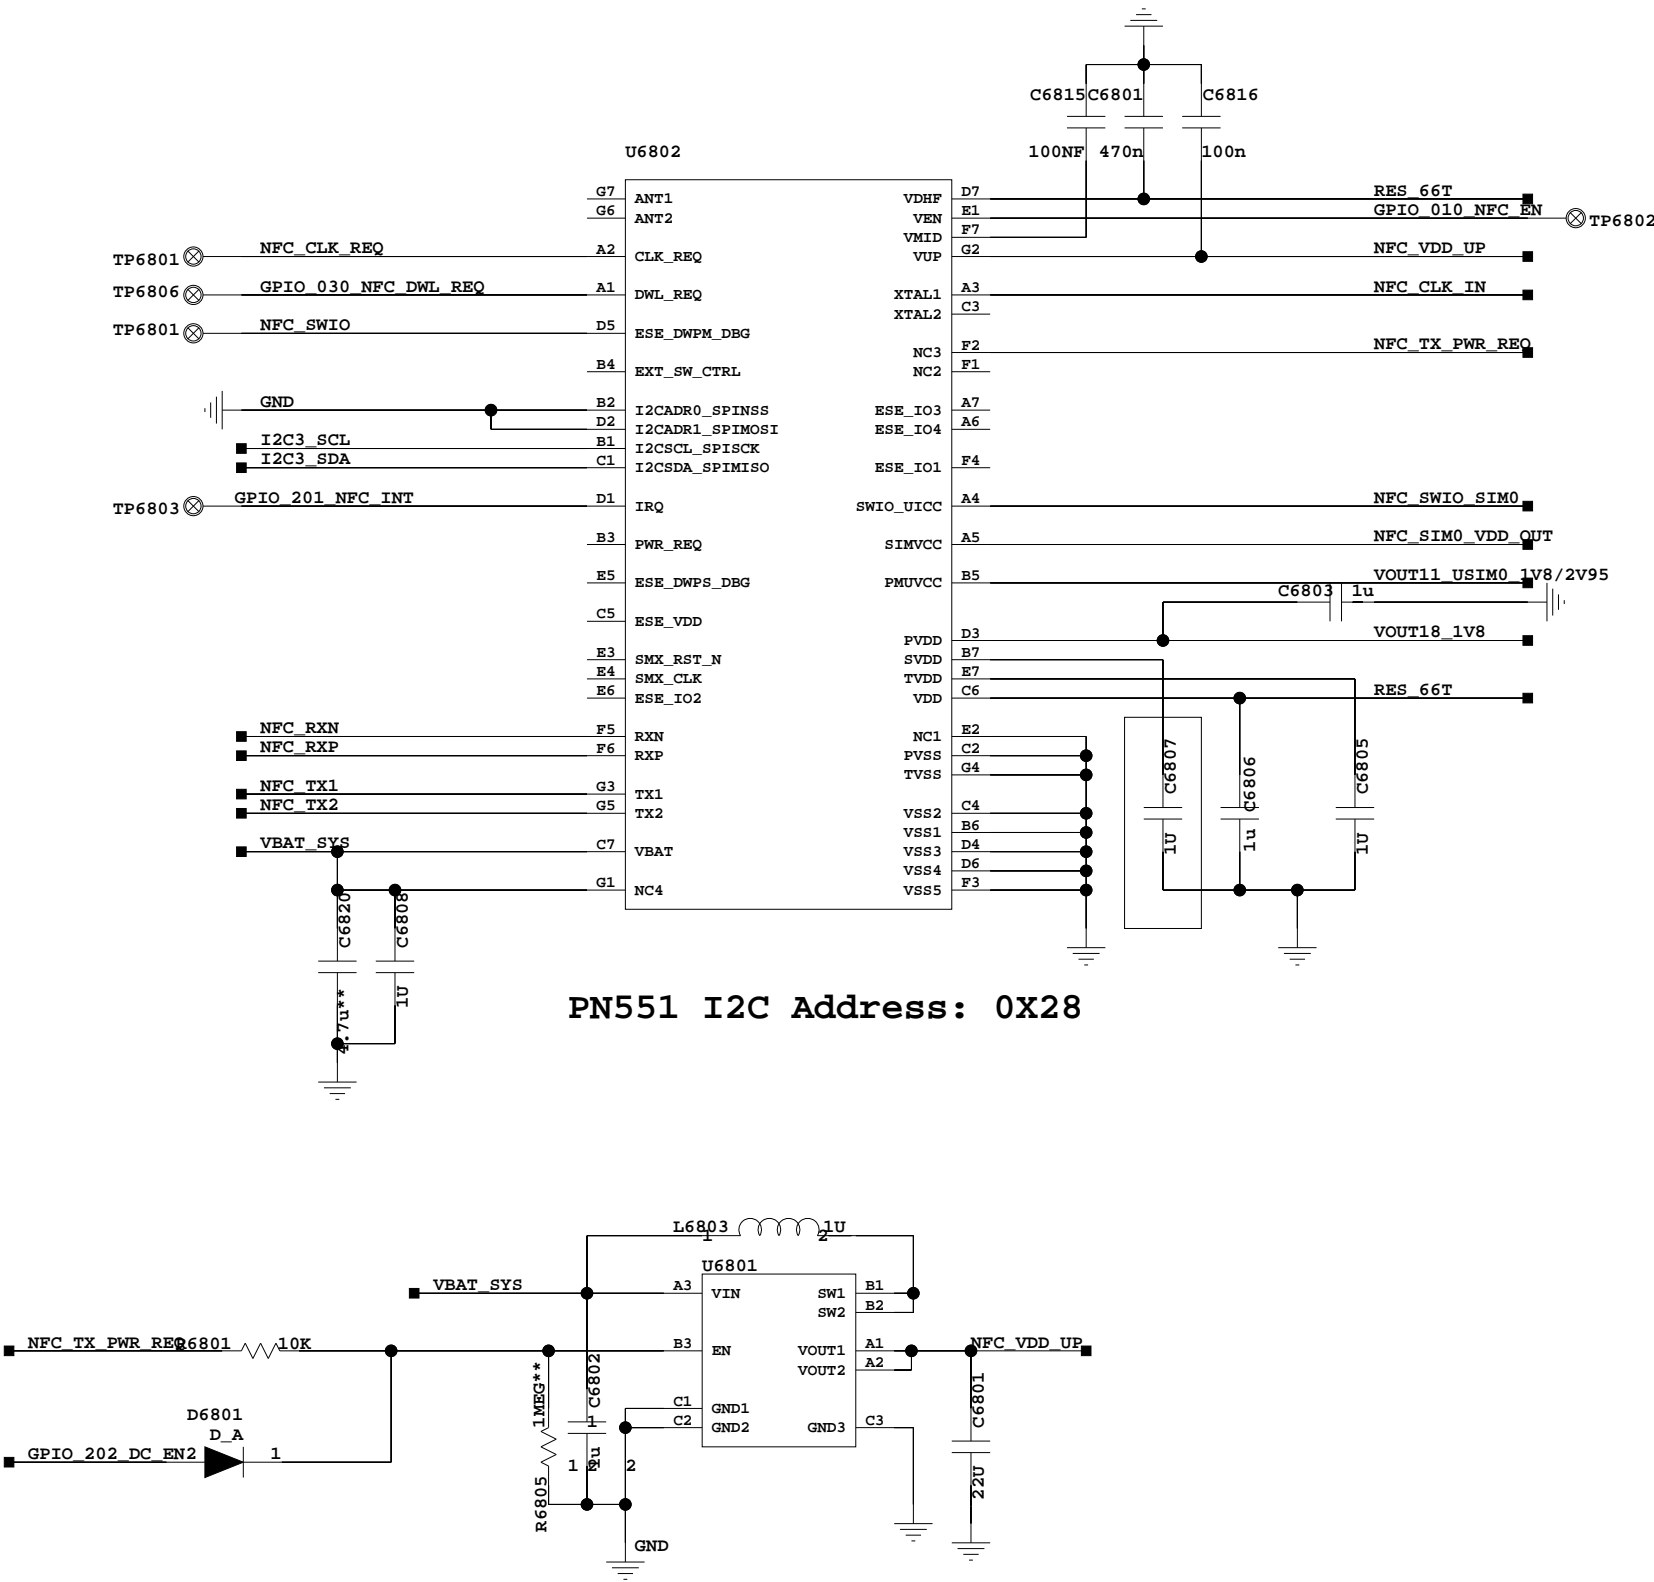 C6815 C6801 C6816
100NF 470n 100n
U6802
G7 ANT1
G6 ANT2
TP6801 NFC_CLK_REQ A2 CLK_REQ
TP6806 GPIO_030_NFC_DWL_REQ A1 DWL_REQ
TP6801 NFC_SWIO D5 ESE_DWPM_DBG
B4 EXT_SW_CTRL
GND B2 I2CADR0_SPINSS
D2 I2CADR1_SPIMOSI
I2C3_SCL B1 I2CSCL_SPISCK
I2C3_SDA C1 I2CSDA_SPIMISO
TP6803 GPIO_201_NFC_INT D1 IRQ
B3 PWR_REQ
E5 ESE_DWPS_DBG
C5 ESE_VDD
E3 SMX_RST_N
E4 SMX_CLK
E6 ESE_IO2
NFC_RXN F5 RXN
NFC_RXP F6 RXP
NFC_TX1 G3 TX1
NFC_TX2 G5 TX2
VBAT_SYS C7 VBAT
G1 NC4
C6820 4.7u**
C6808 1U
VDHF D7 RES_66T
VEN E1 GPIO_010_NFC_EN TP6802
VMID F7
VUP G2 NFC_VDD_UP
XTAL1 A3 NFC_CLK_IN
XTAL2 C3
NC3 F2 NFC_TX_PWR_REQ
NC2 F1
ESE_IO3 A7
ESE_IO4 A6
ESE_IO1 F4
SWIO_UICC A4 NFC_SWIO_SIM0
SIMVCC A5 NFC_SIM0_VDD_OUT
PMUVCC B5 VOUT11_USIM0_1V8/2V95
C6803 1u
PVDD D3 VOUT18_1V8
SVDD B7
TVDD E7
VDD C6 RES_66T
NC1 E2
PVSS C2
TVSS G4
VSS2 C4
VSS1 B6
VSS3 D4
VSS4 D6
VSS5 F3
C6807 1U
C6806 1u
C6805 1U
PN551 I2C Address: 0X28
L6803 1 2 1U
U6801
VBAT_SYS A3 VIN
SW1 B1
SW2 B2
NFC_TX_PWR_REQ R6801 10K B3 EN
VOUT1 A1 NFC_VDD_UP
VOUT2 A2
C1 GND1
C2 GND2
GND3 C3
D6801
D_A
GPIO_202_DC_EN2 1
1MEG** R6805
C6802 1u
1
1 2 2
C6801 22U
GND